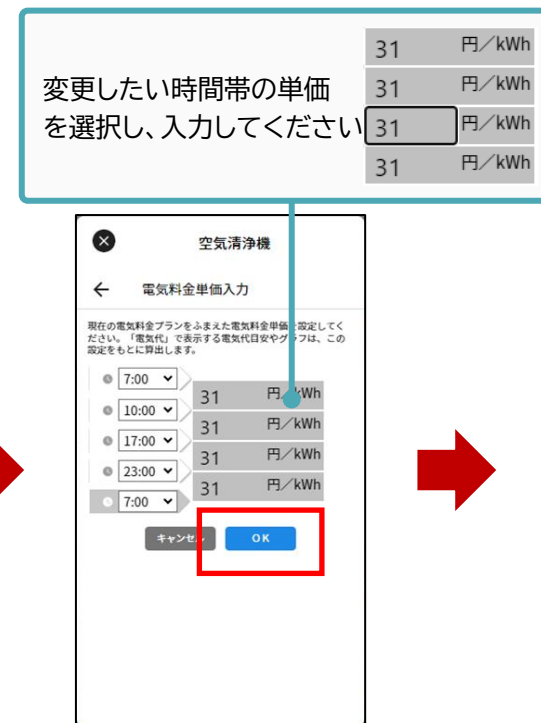 変更したい時間帯の単価
を選択し、入力してください
31 円／kWh
31 円／kWh
31 円／kWh
31 円／kWh
空気清浄機
電気料金単価入力
現在の電気料金プランをふまえた電気料金単価を設定してく
ださい。「電気代」で表示する電気代目安やグラフは、この
設定をもとに算出します。
7:00
31 円／kWh
10:00
31 円／kWh
17:00
31 円／kWh
23:00
31 円／kWh
7:00
キャンセル OK